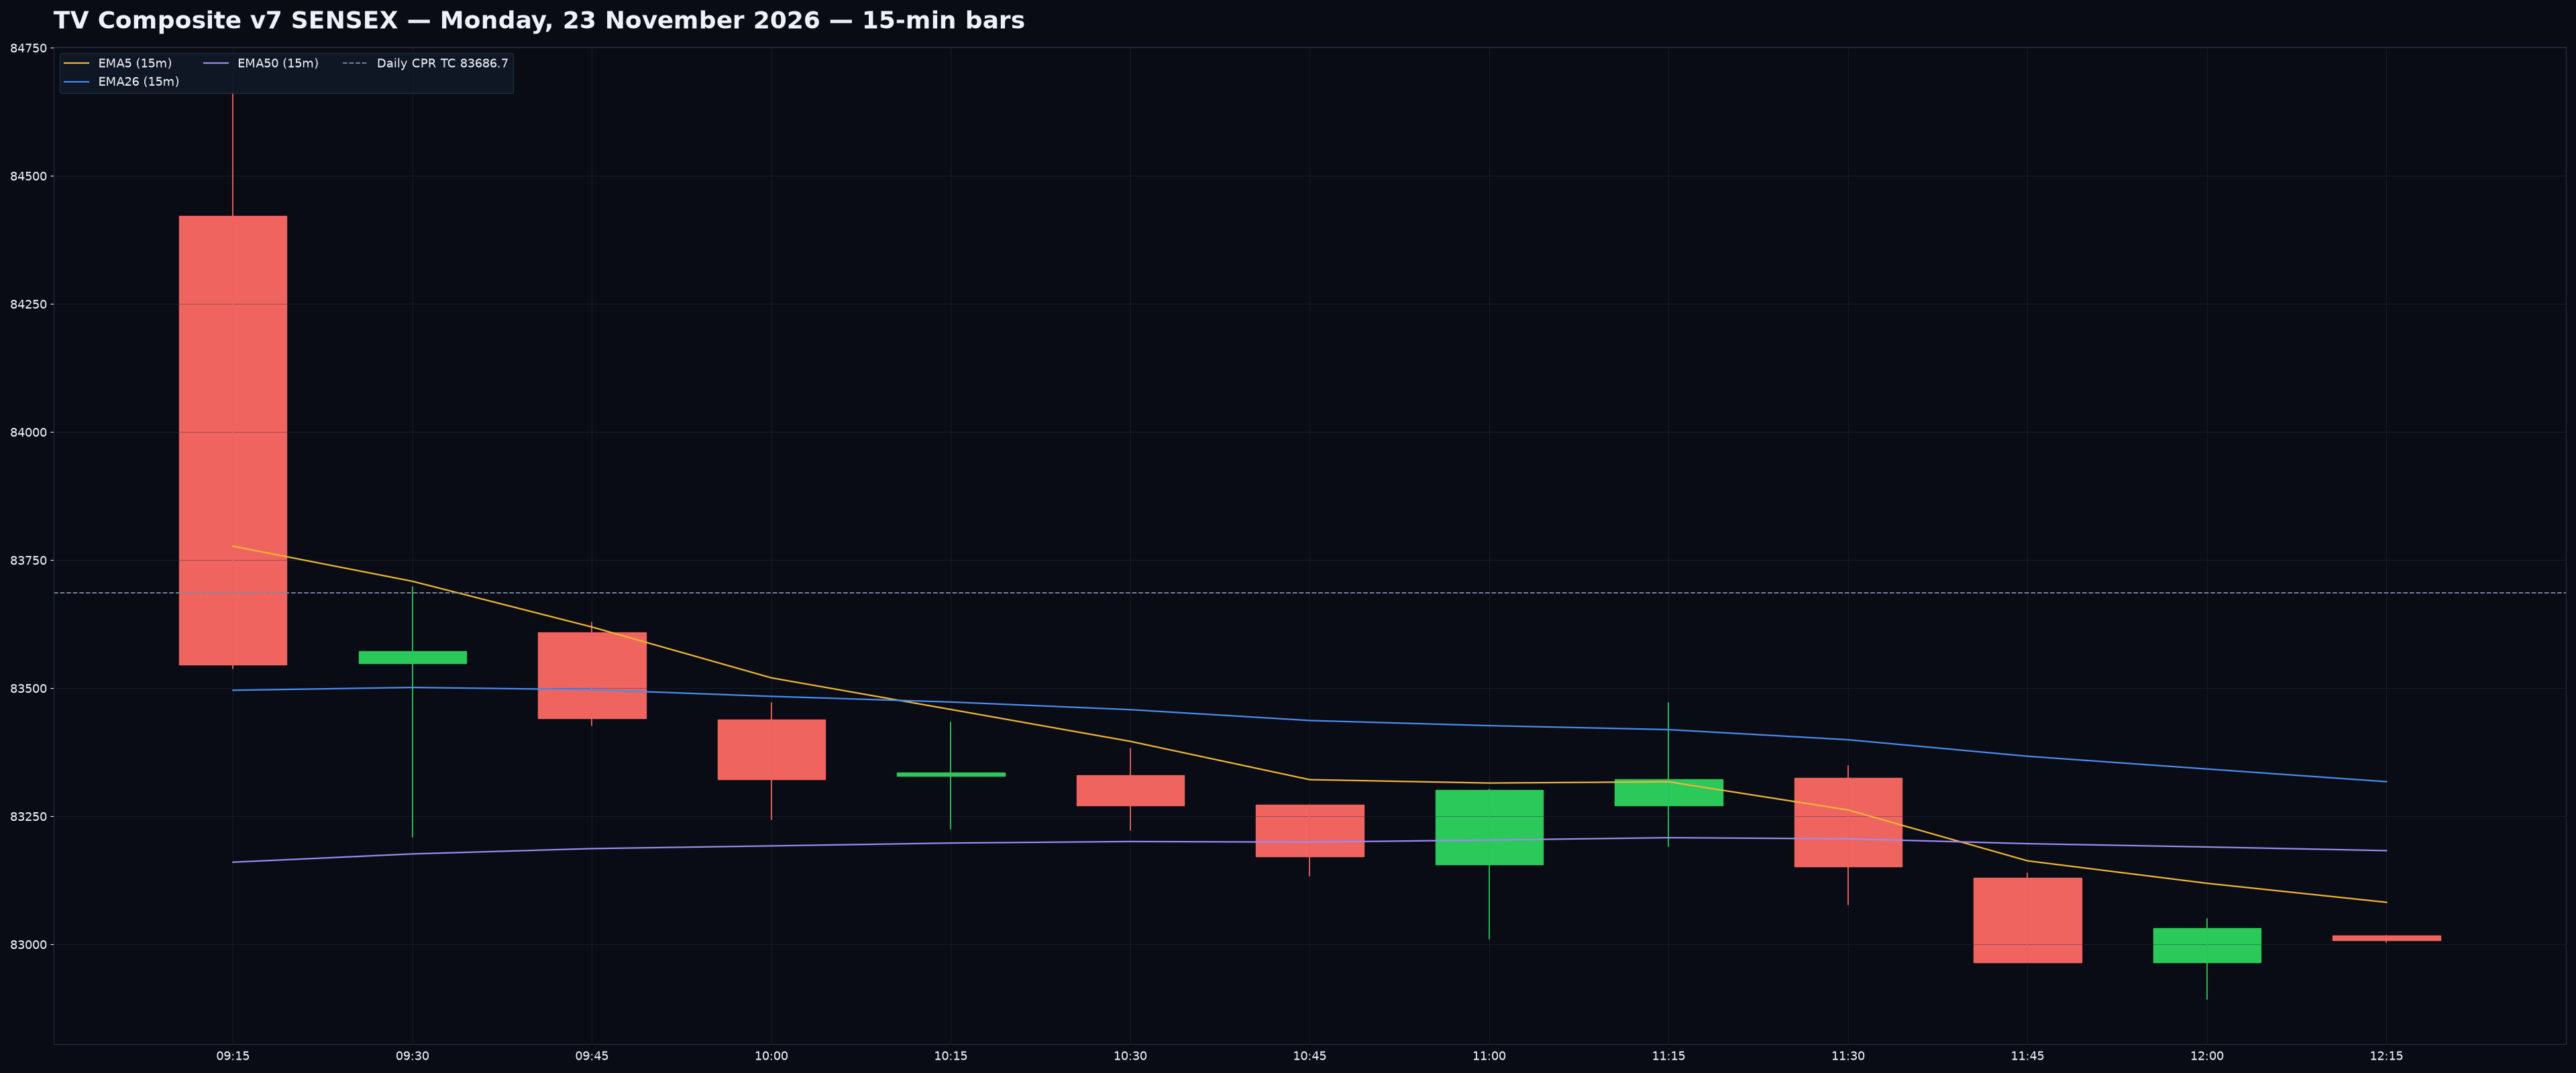 TV Composite v7 SENSEX — Monday, 23 November 2026 — 15-min bars
84750
84500
84250
84000
83750
83500
83250
83000
EMA5 (15m)
EMA26 (15m)
EMA50 (15m)
Daily CPR TC 83686.7
09:15 09:30 09:45 10:00 10:15 10:30 10:45 11:00 11:15 11:30 11:45 12:00 12:15